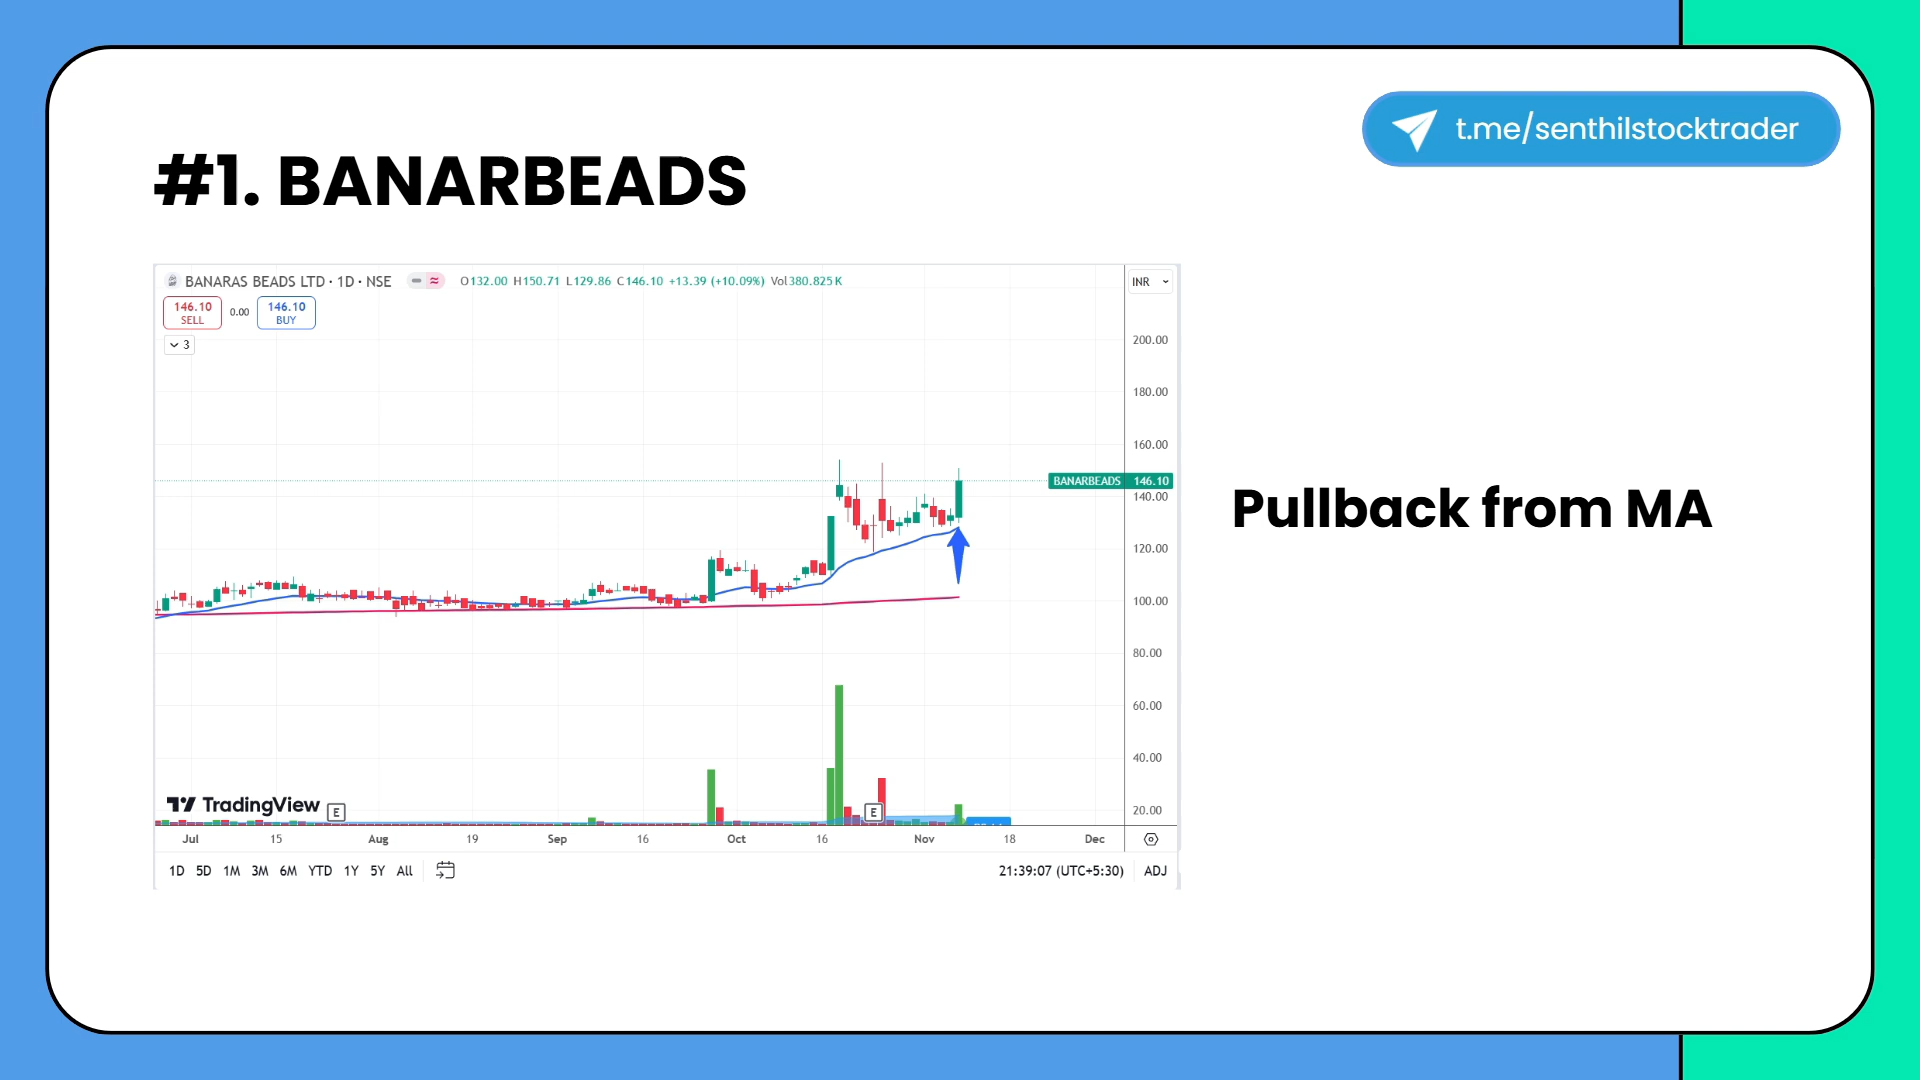 t.me/senthilstocktrader
#1. BANARBEADS
BANARAS BEADS LTD · 1D · NSE O132.00 H150.71 L129.86 C146.10 +13.39 (+10.09%) Vol380.825K
INR
146.10
SELL
0.00
146.10
BUY
3
200.00
180.00
160.00
BANARBEADS 146.10
140.00
120.00
100.00
80.00
60.00
40.00
20.00
Pullback from MA
TradingView
E
E
Jul 15 Aug 19 Sep 16 Oct 16 Nov 18 Dec
1D 5D 1M 3M 6M YTD 1Y 5Y All
21:39:07 (UTC+5:30) ADJ